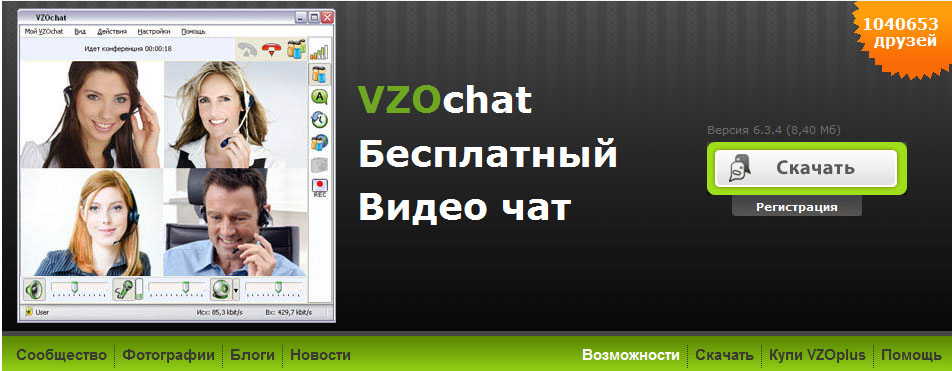 VZOchat
Мой VZOchat Вид Действия Настройки Помощь
Идет конференция 00:00:18
A
REC
User
Исх: 85,3 kbit/s
Вх: 429,7 kbit/s
VZOchat
Бесплатный
Видео чат
1040653
друзей
Версия 6.3.4 (8,40 Мб)
Скачать
Регистрация
Сообщество Фотографии Блоги Новости
Возможности Скачать Купи VZOplus Помощь